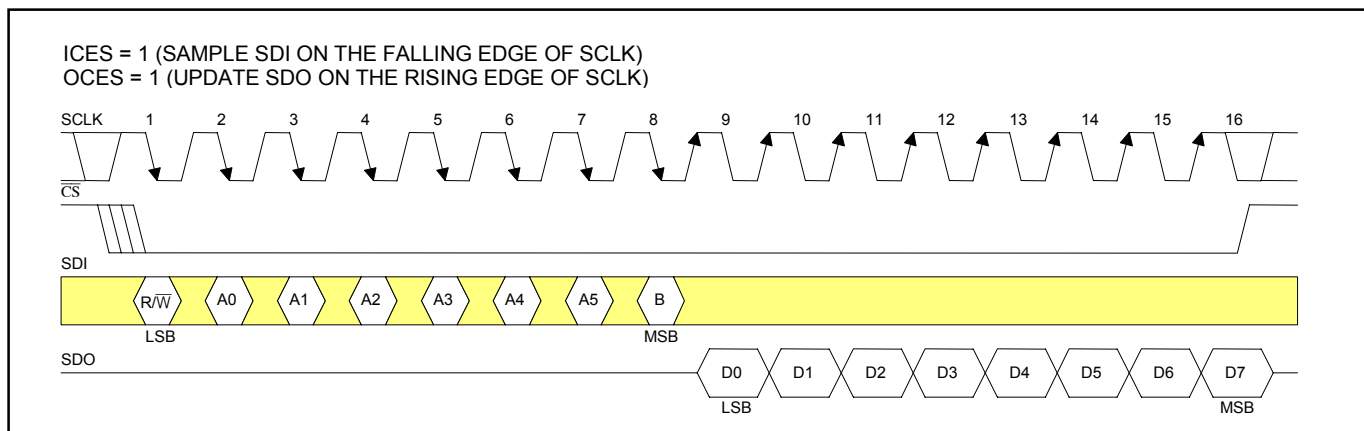 ICES = 1 (SAMPLE SDI ON THE FALLING EDGE OF SCLK)
OCES = 1 (UPDATE SDO ON THE RISING EDGE OF SCLK)
SCLK 1 2 3 4 5 6 7 8 9 10 11 12 13 14 15 16
C̅S̅
SDI
R/W̅ A0 A1 A2 A3 A4 A5 B
LSB MSB
SDO
D0 D1 D2 D3 D4 D5 D6 D7
LSB MSB